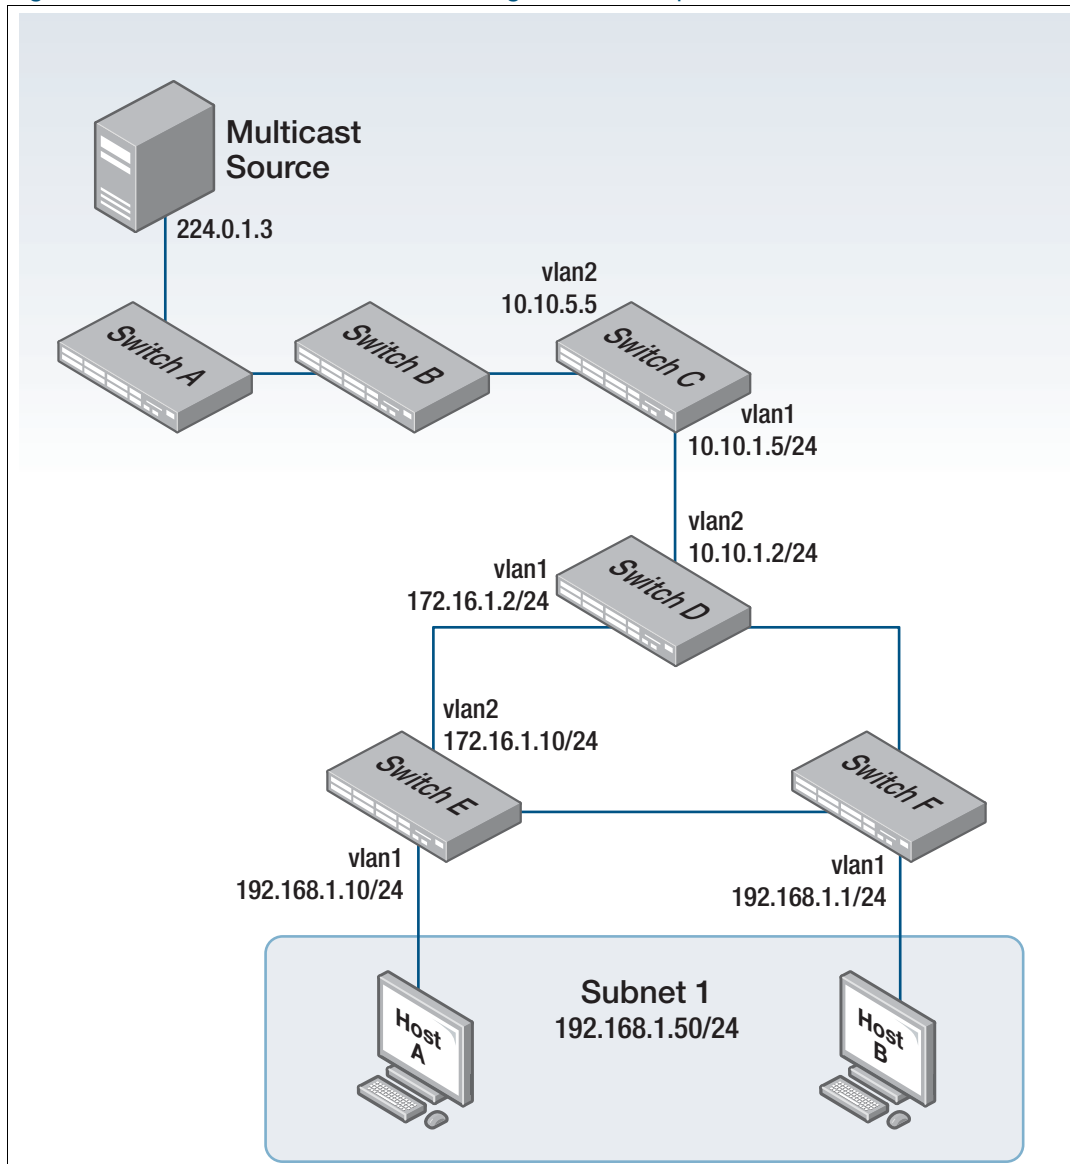 Multicast
Source
224.0.1.3
vlan2
10.10.5.5
Switch A
Switch B
Switch C
vlan1
10.10.1.5/24
vlan2
10.10.1.2/24
vlan1
172.16.1.2/24
Switch D
vlan2
172.16.1.10/24
Switch E
Switch F
vlan1
192.168.1.10/24
vlan1
192.168.1.1/24
Subnet 1
192.168.1.50/24
Host
A
Host
B